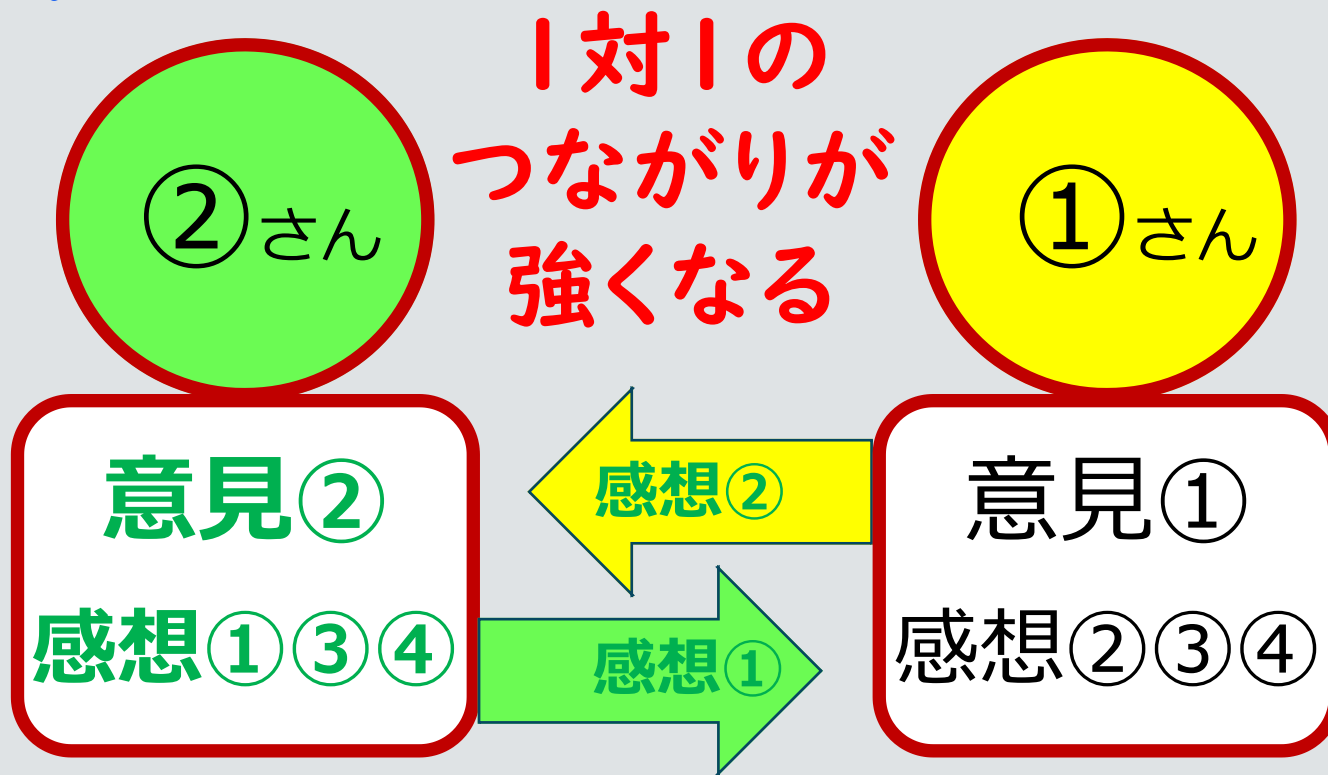 1対1の
つながりが
強くなる
②さん
①さん
意見②
感想①③④
感想②
感想①
意見①
感想②③④